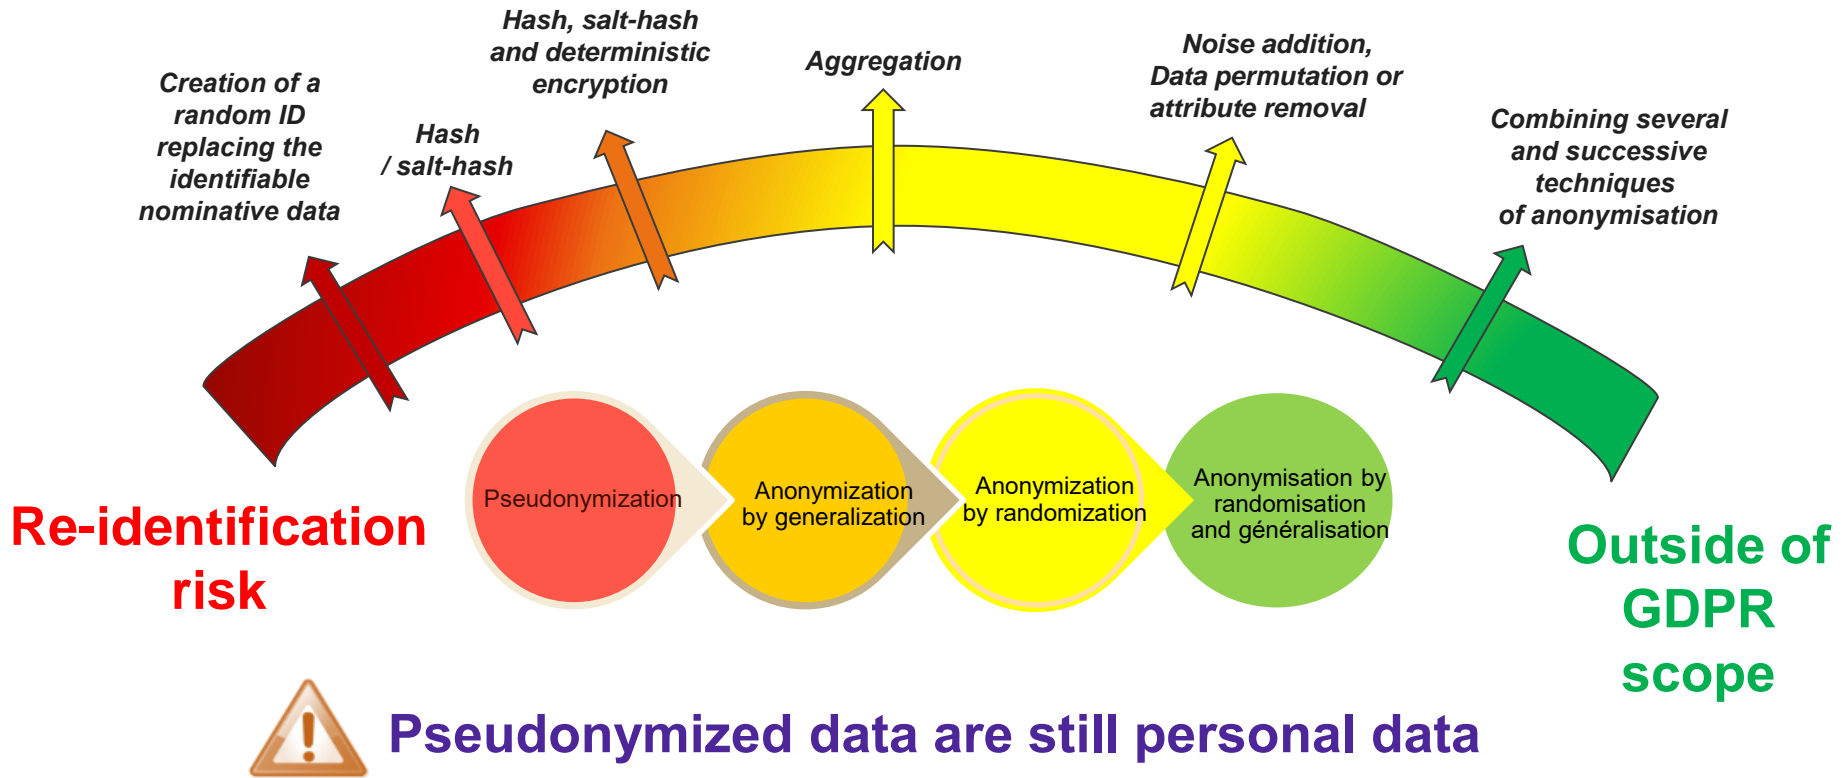 Creation of a
random ID
replacing the
identifiable
nominative data
Hash
/ salt-hash
Hash, salt-hash
and deterministic
encryption
Aggregation
Noise addition,
Data permutation or
attribute removal
Combining several
and successive
techniques
of anonymisation
Re-identification
risk
Pseudonymization
Anonymization
by generalization
Anonymization
by randomization
Anonymisation by
randomisation
and généralisation
Outside of
GDPR
scope
Pseudonymized data are still personal data